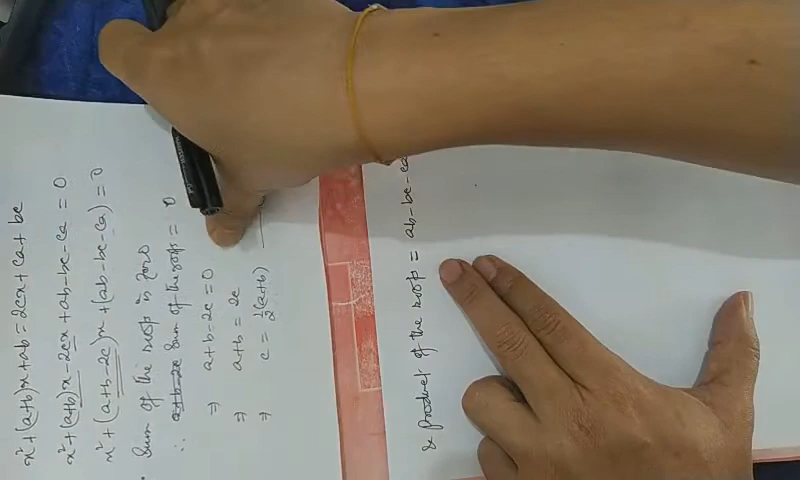 x² + (a+b)x + ab = 2cx + ca + bc
x² + (a+b)x - 2cx + ab - bc - ca = 0
x² + (a+b-2c)x + (ab - bc - ca) = 0
Sum of the roots is zero
∴ Sum of the roots = 0
⇒ a+b-2c = 0
⇒ a+b = 2c
⇒ c = 1/2 (a+b)
& Product of the roots = ab - bc - ca